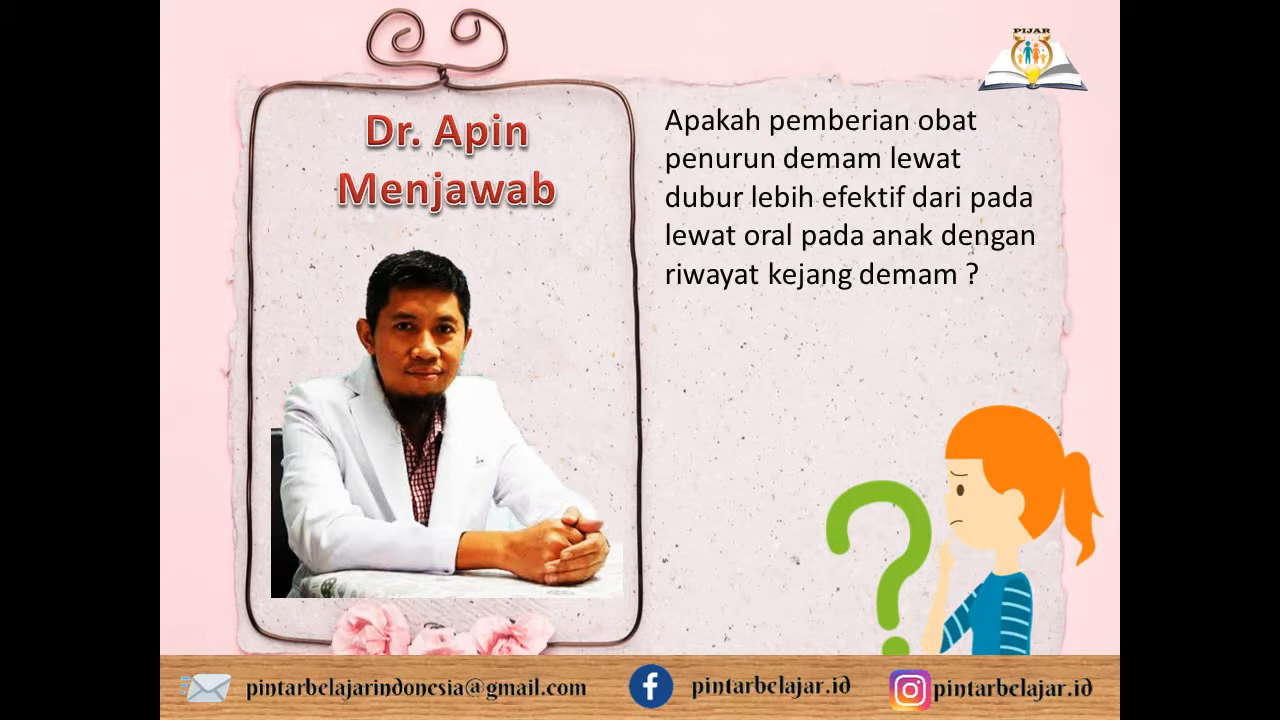 PIJAR
Dr. Apin
Menjawab
Apakah pemberian obat
penurun demam lewat
dubur lebih efektif dari pada
lewat oral pada anak dengan
riwayat kejang demam ?
pintarbelajarindonesia@gmail.com
pintarbelajar.id
pintarbelajar.id